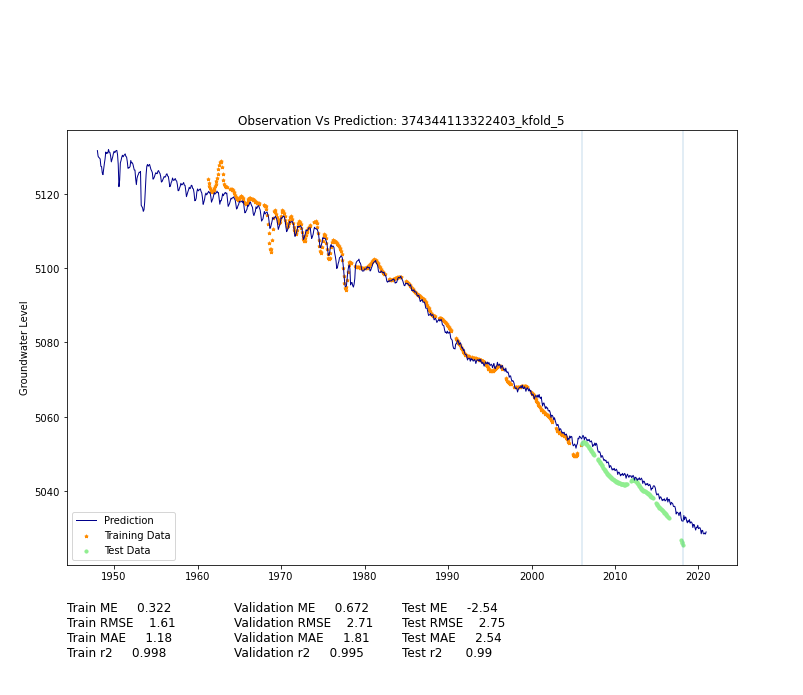 Observation Vs Prediction: 374344113322403_kfold_5
Groundwater Level
5120
5100
5080
5060
5040
Prediction
Training Data
Test Data
1950 1960 1970 1980 1990 2000 2010 2020
Train ME 0.322 Validation ME 0.672 Test ME -2.54
Train RMSE 1.61 Validation RMSE 2.71 Test RMSE 2.75
Train MAE 1.18 Validation MAE 1.81 Test MAE 2.54
Train r2 0.998 Validation r2 0.995 Test r2 0.99